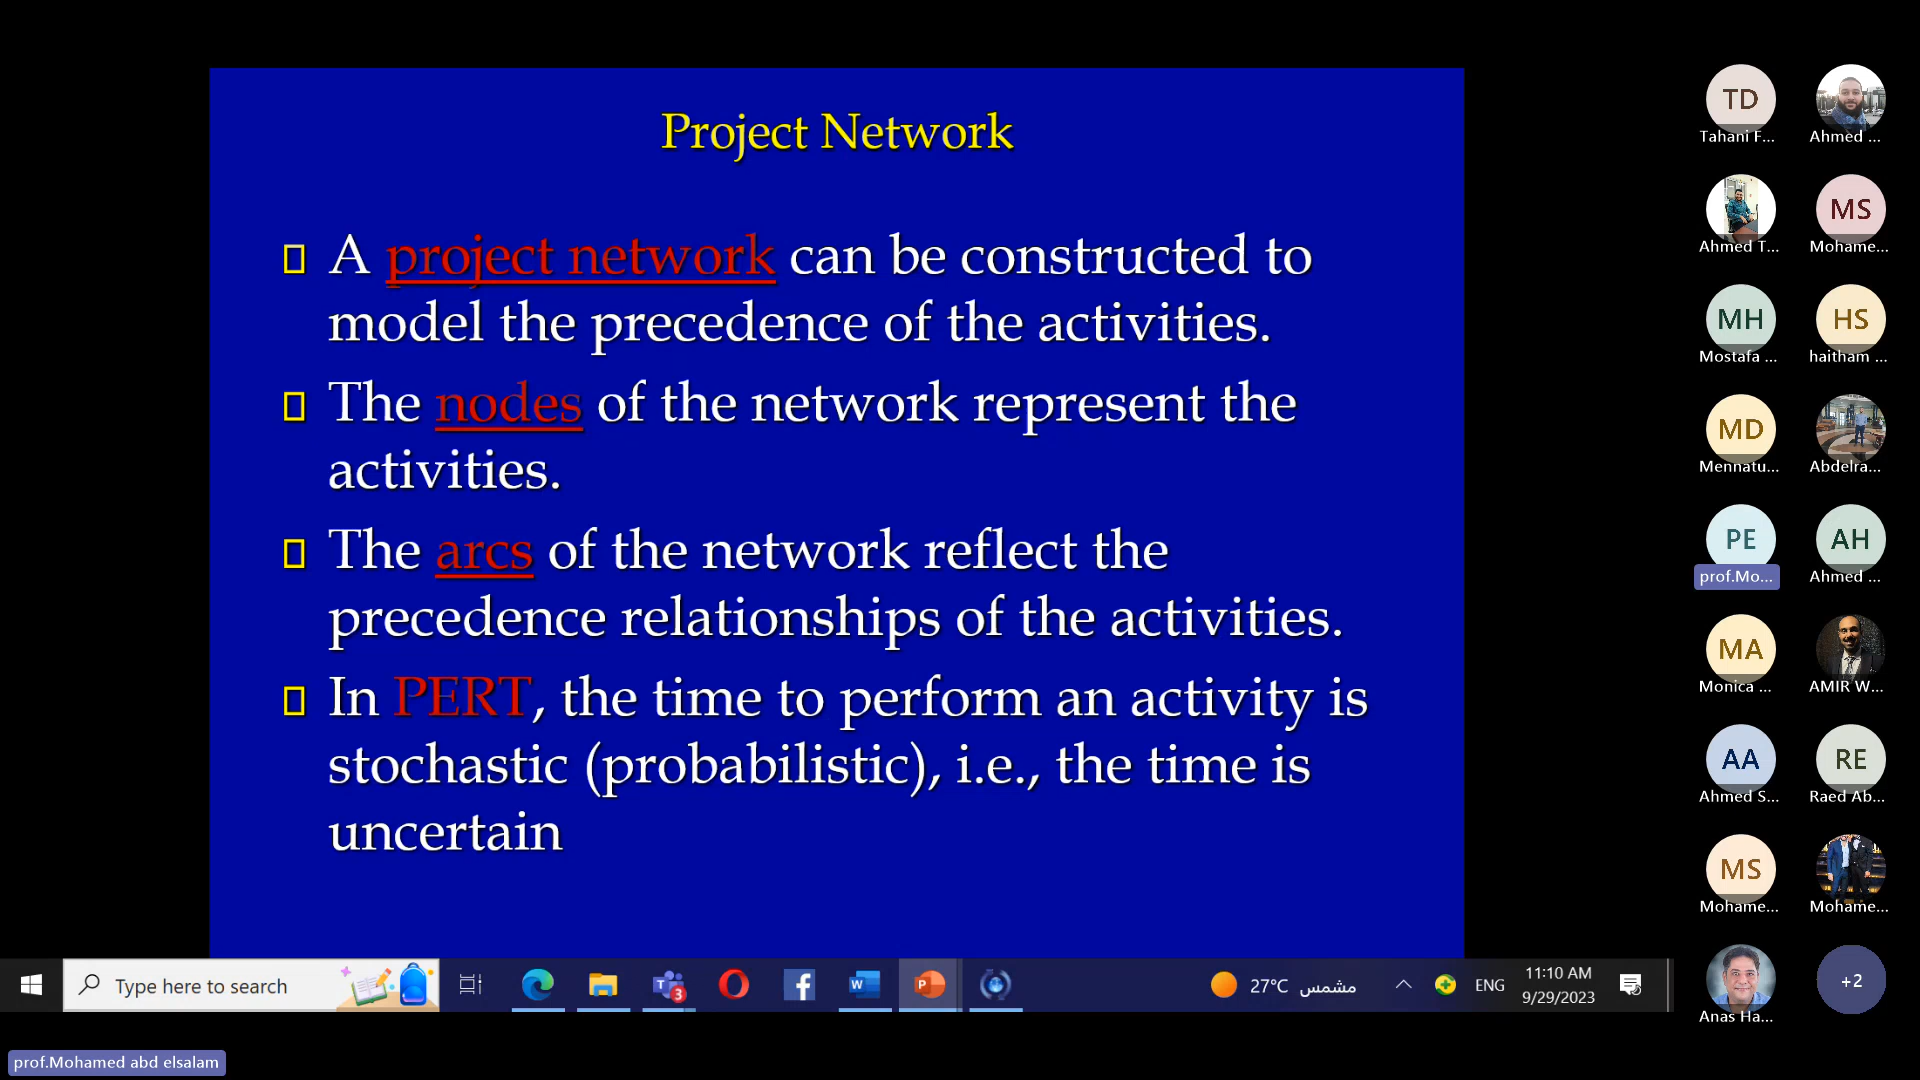 Project Network
A project network can be constructed to
model the precedence of the activities.
The nodes of the network represent the
activities.
The arcs of the network reflect the
precedence relationships of the activities.
In PERT, the time to perform an activity is
stochastic (probabilistic), i.e., the time is
uncertain
TD
Tahani F...
Ahmed ...
Ahmed T...
MS
Mohame...
MH
Mostafa ...
HS
haitham ...
MD
Mennatu...
Abdelra...
PE
prof.Mo...
AH
Ahmed ...
MA
Monica ...
AMIR W...
AA
Ahmed S...
RE
Raed Ab...
MS
Mohame...
Mohame...
Anas Ha...
+2
Type here to search
3
27°C مشمس
ENG
11:10 AM
9/29/2023
prof.Mohamed abd elsalam